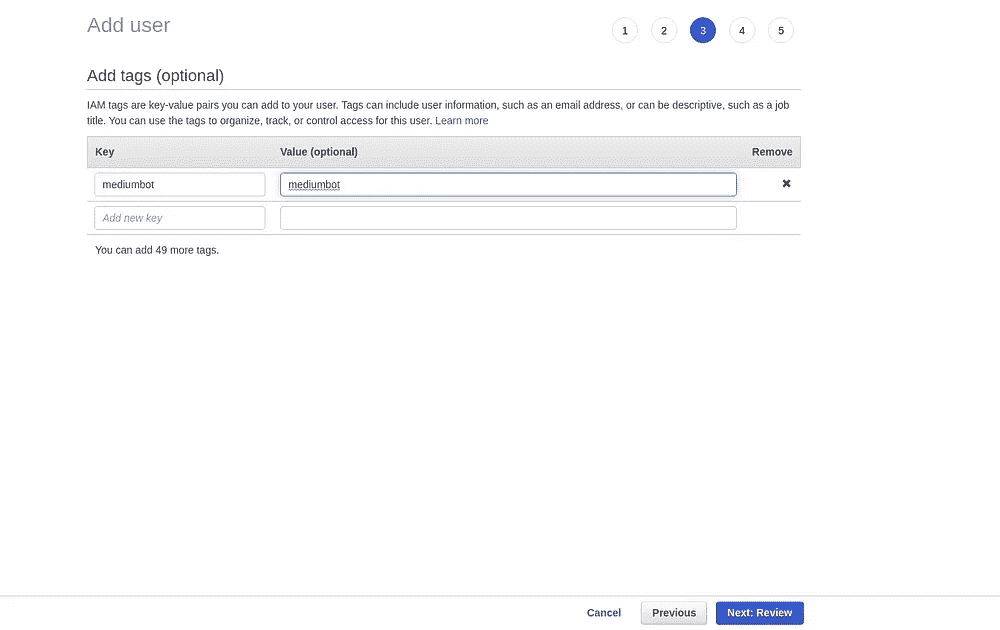 Add user
1 2 3 4 5
Add tags (optional)
IAM tags are key-value pairs you can add to your user. Tags can include user information, such as an email address, or can be descriptive, such as a job
title. You can use the tags to organize, track, or control access for this user. Learn more
Key Value (optional) Remove
mediumbot mediumbot
Add new key
You can add 49 more tags.
Cancel Previous Next: Review